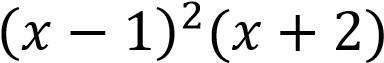 (x − 1)²(x + 2)